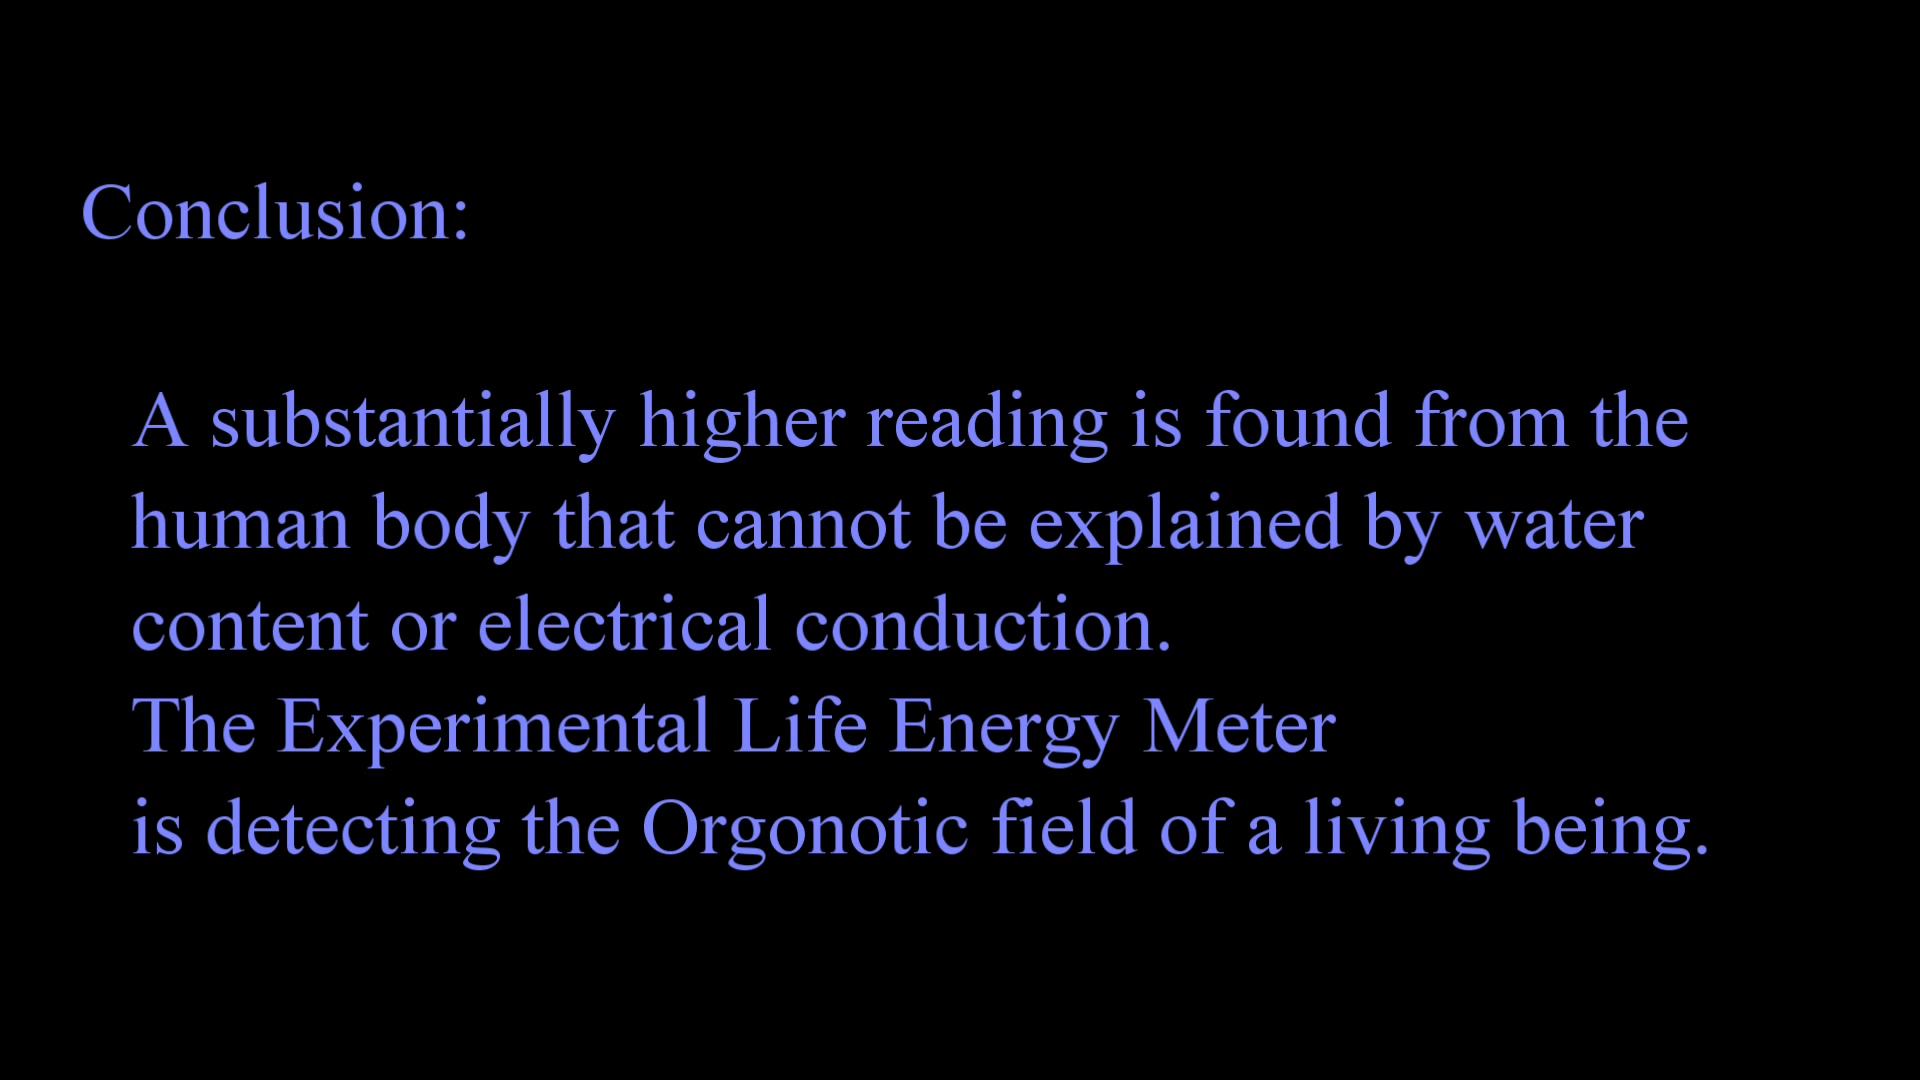 Conclusion:
A substantially higher reading is found from the
human body that cannot be explained by water
content or electrical conduction.
The Experimental Life Energy Meter
is detecting the Orgonotic field of a living being.